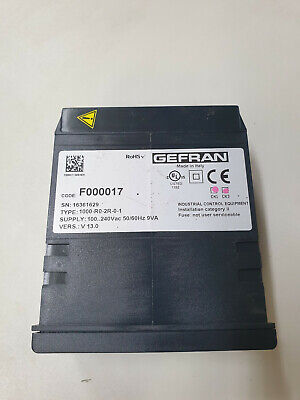 RoHS✓
GEFRAN
Made in Italy
CODE F000017
LISTED
SN: 16361629
TYPE: 1000-R0-2R-0-1
SUPPLY: 100..240Vac 50/60Hz 9VA
VERS.: V 13.0
INDUSTRIAL CONTROL EQUIPMENT
Installation category II
Fuse: not user serviceable